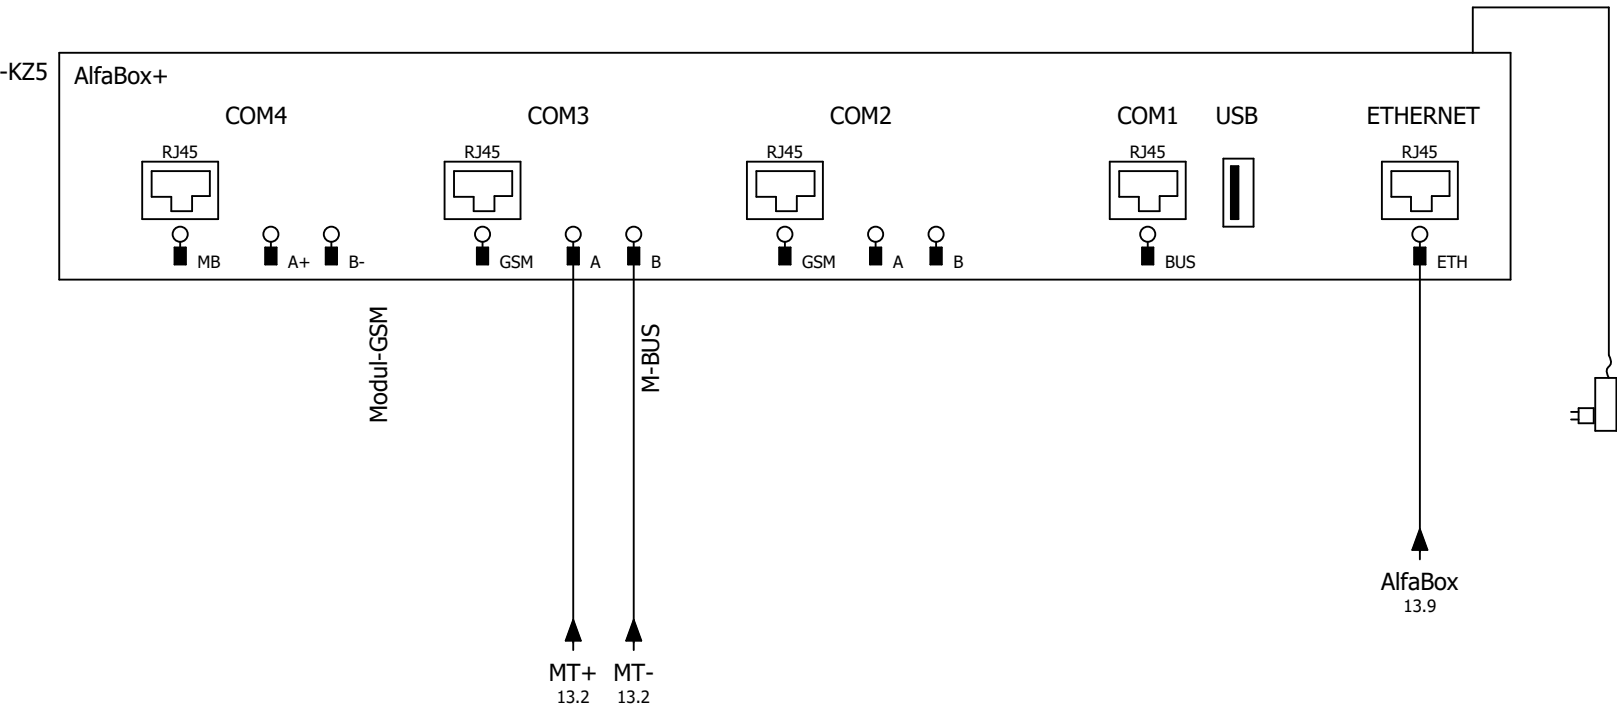 -KZ5
AlfaBox+
COM4 COM3 COM2 COM1 USB ETHERNET
RJ45 RJ45 RJ45 RJ45 RJ45
MB A+ B- GSM A B GSM A B BUS ETH
Modul-GSM
M-BUS
AlfaBox
13.9
MT+ MT-
13.2 13.2